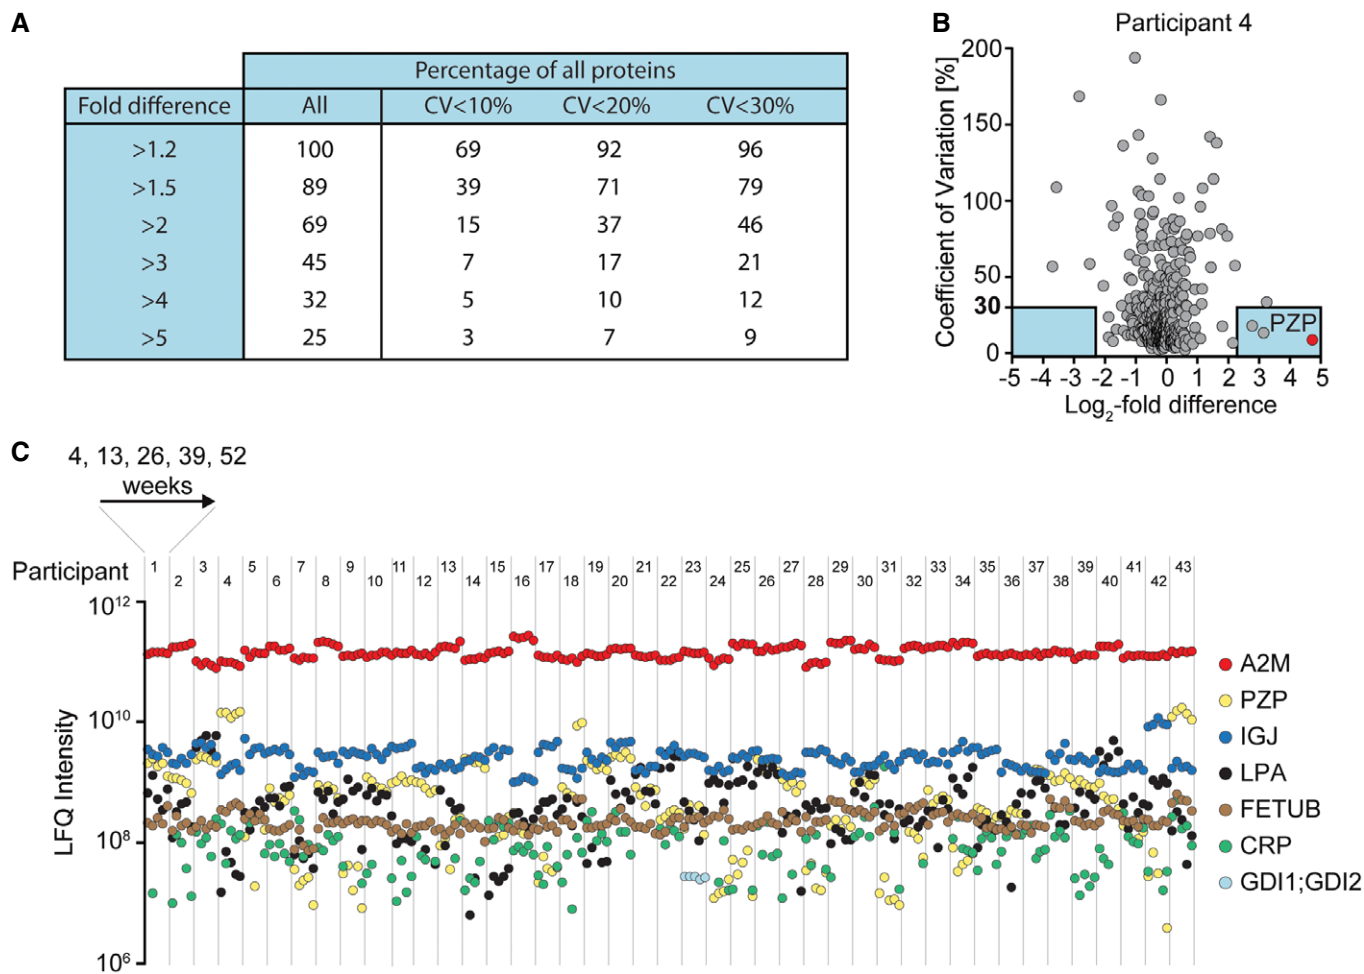 A
Percentage of all proteins
Fold difference All CV<10% CV<20% CV<30%
>1.2 100 69 92 96
>1.5 89 39 71 79
>2 69 15 37 46
>3 45 7 17 21
>4 32 5 10 12
>5 25 3 7 9
B
Participant 4
Coefficient of Variation [%]
200
150
100
50
30
0
PZP
-5 -4 -3 -2 -1 0 1 2 3 4 5
Log2-fold difference
C
4, 13, 26, 39, 52
weeks
Participant
1 3 5 7 9 11 13 15 17 19 21 23 25 27 29 31 33 35 37 39 41 43
2 4 6 8 10 12 14 16 18 20 22 24 26 28 30 32 34 36 38 40 42
LFQ Intensity
10^12
10^10
10^8
10^6
A2M
PZP
IGJ
LPA
FETUB
CRP
GDI1;GDI2